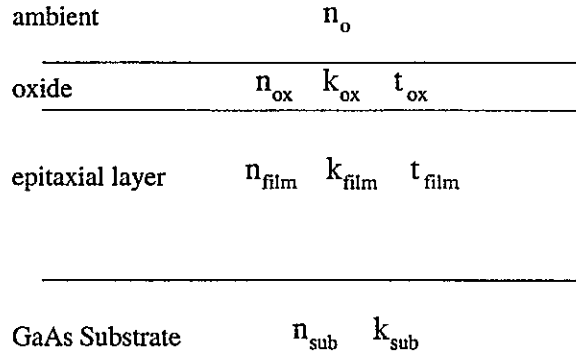 ambient n_o
oxide n_ox k_ox t_ox
epitaxial layer n_film k_film t_film
GaAs Substrate n_sub k_sub